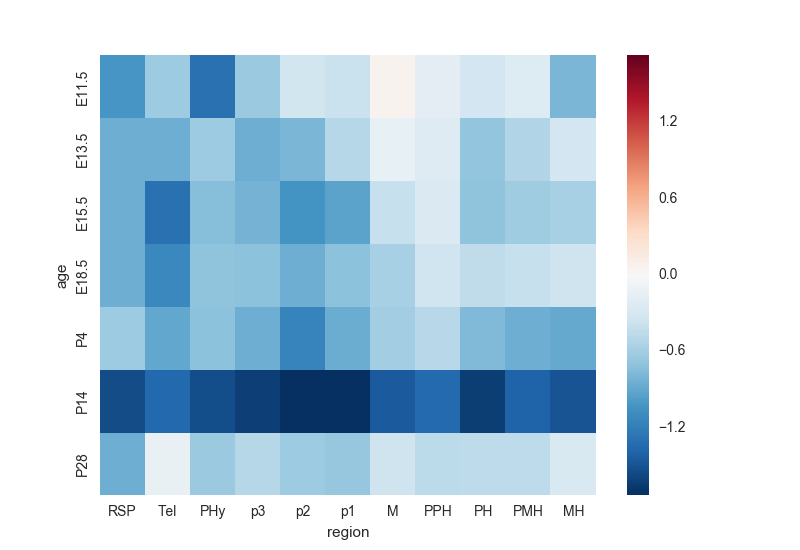 E11.5
E13.5
E15.5
E18.5
P4
P14
P28
age
RSP Tel PHy p3 p2 p1 M PPH PH PMH MH
region
1.2
0.6
0.0
−0.6
−1.2